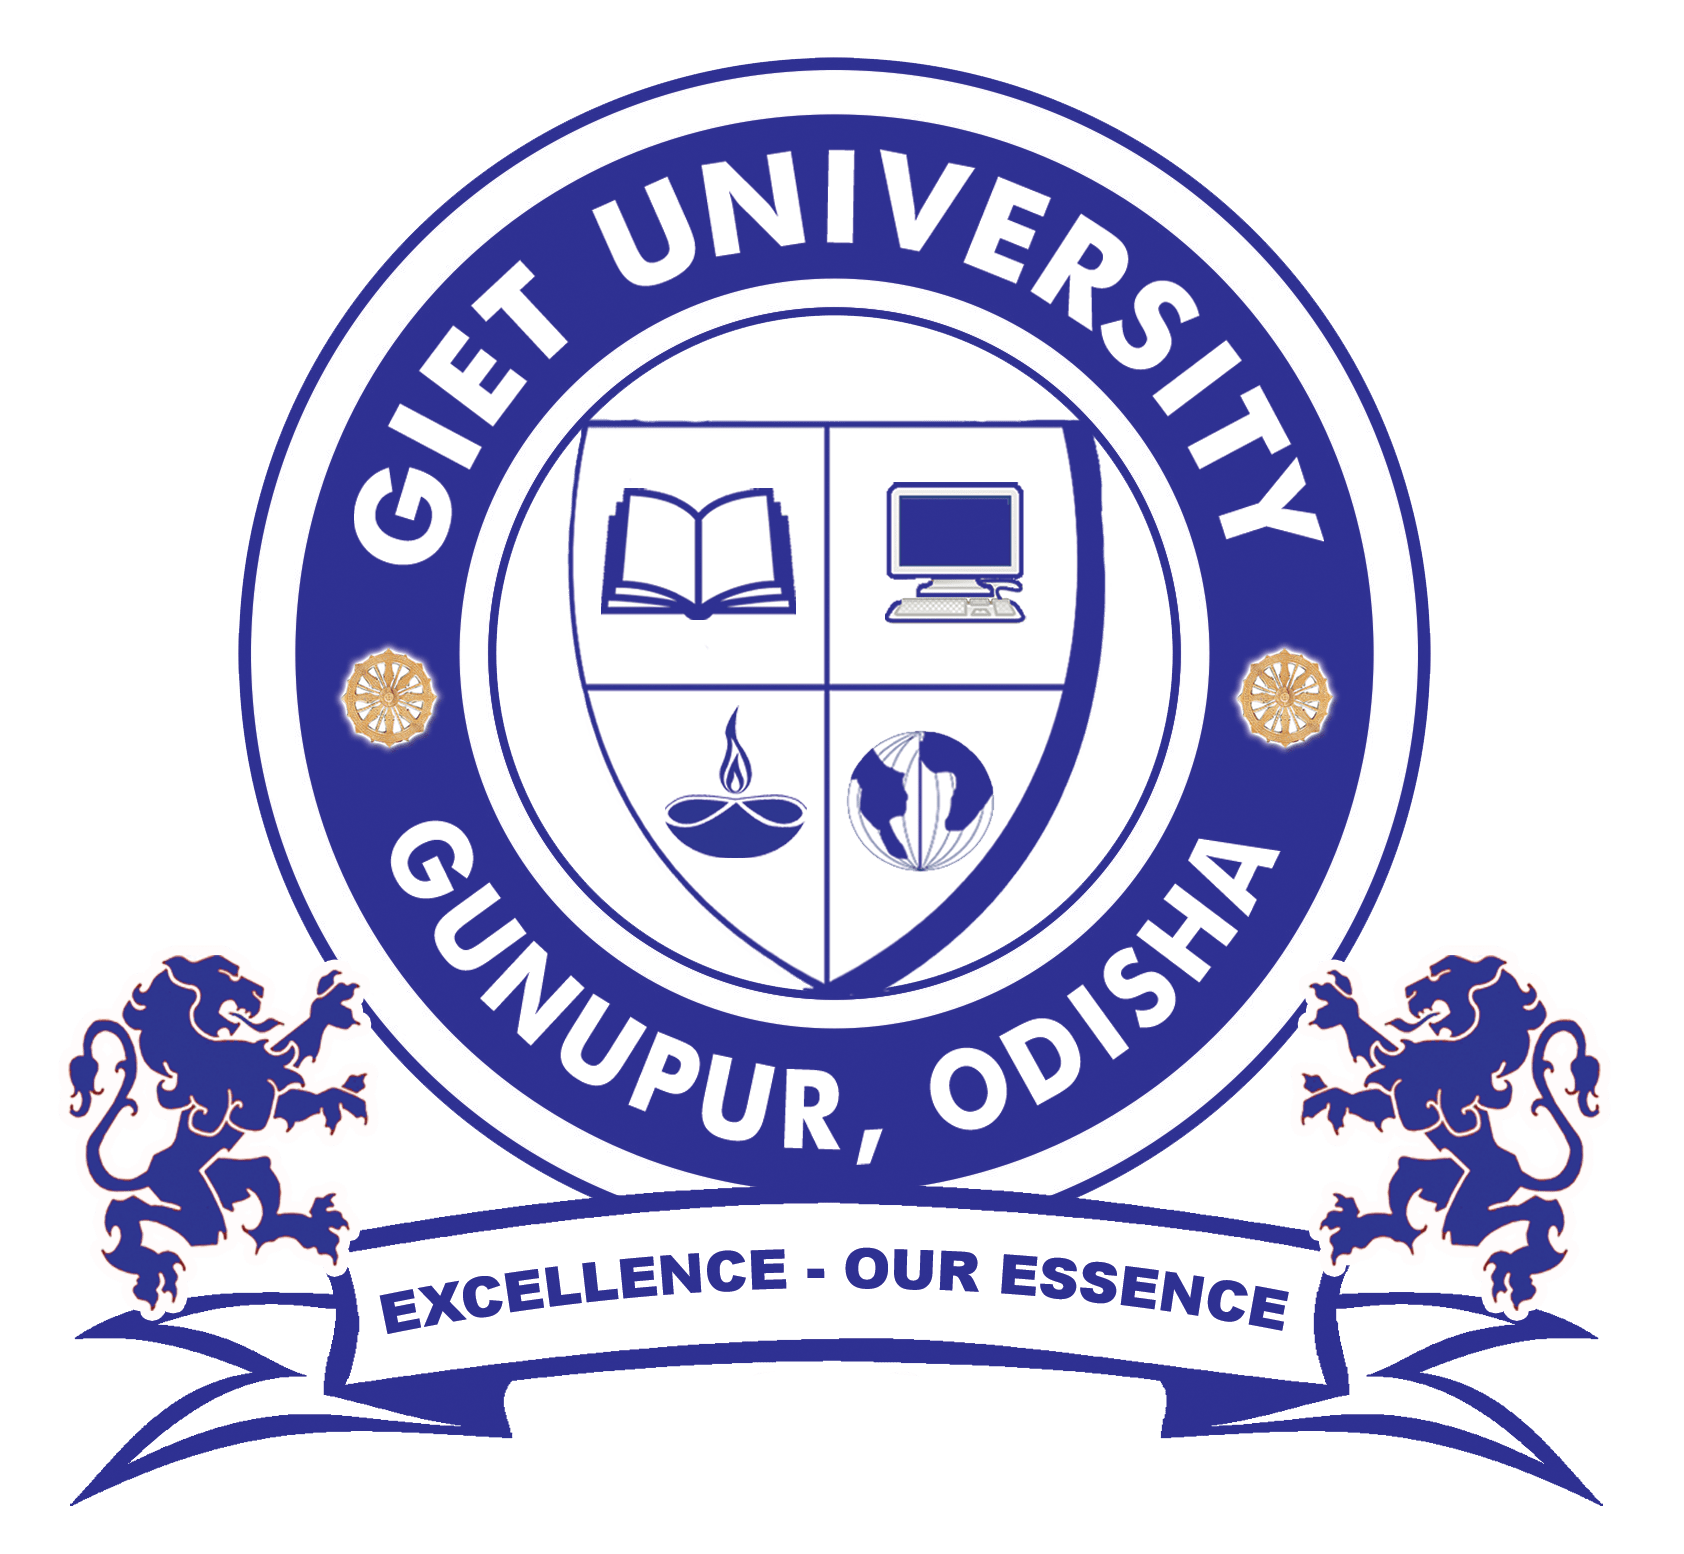 GIET UNIVERSITY
GUNUPUR, ODISHA
EXCELLENCE - OUR ESSENCE